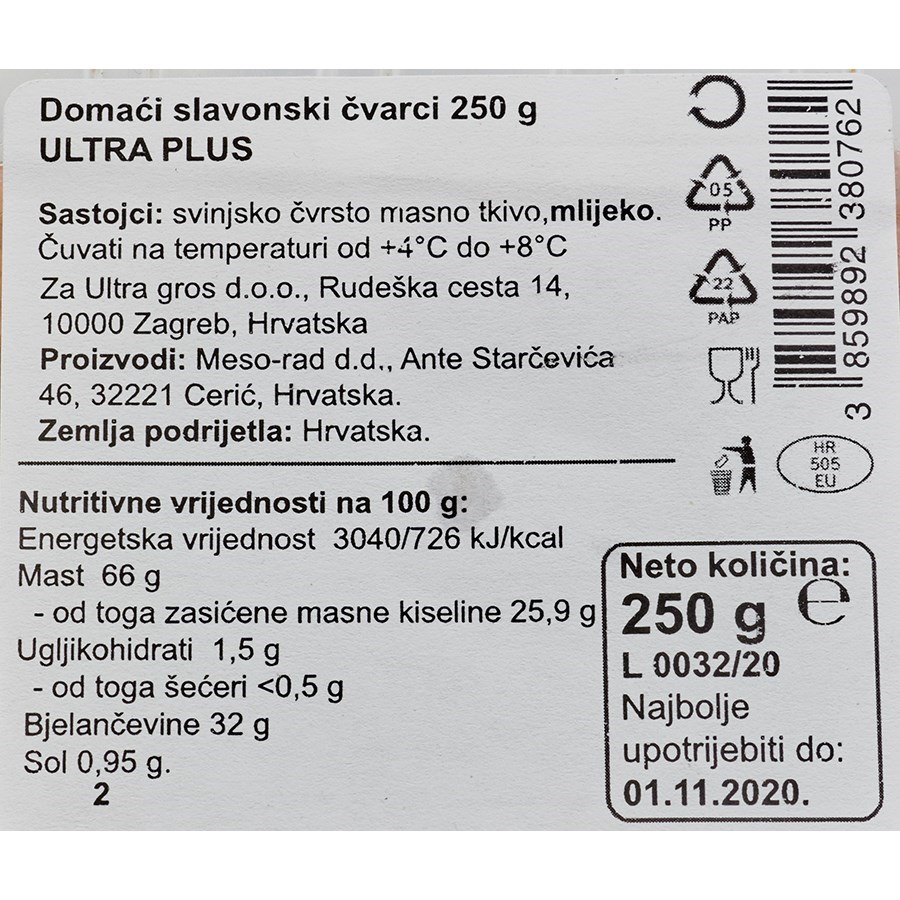 Domaći slavonski čvarci 250 g
ULTRA PLUS
Sastojci: svinjsko čvrsto masno tkivo,mlijeko.
Čuvati na temperaturi od +4°C do +8°C
Za Ultra gros d.o.o., Rudeška cesta 14,
10000 Zagreb, Hrvatska
Proizvodi: Meso-rad d.d., Ante Starčevića
46, 32221 Cerić, Hrvatska.
Zemlja podrijetla: Hrvatska.
05
PP
22
PAP
3 859892 380762
HR
505
EU
Nutritivne vrijednosti na 100 g:
Energetska vrijednost 3040/726 kJ/kcal
Mast 66 g
- od toga zasićene masne kiseline 25,9 g
Ugljikohidrati 1,5 g
- od toga šećeri <0,5 g
Bjelančevine 32 g
Sol 0,95 g.
2
Neto količina:
250 g ℮
L 0032/20
Najbolje
upotrijebiti do:
01.11.2020.